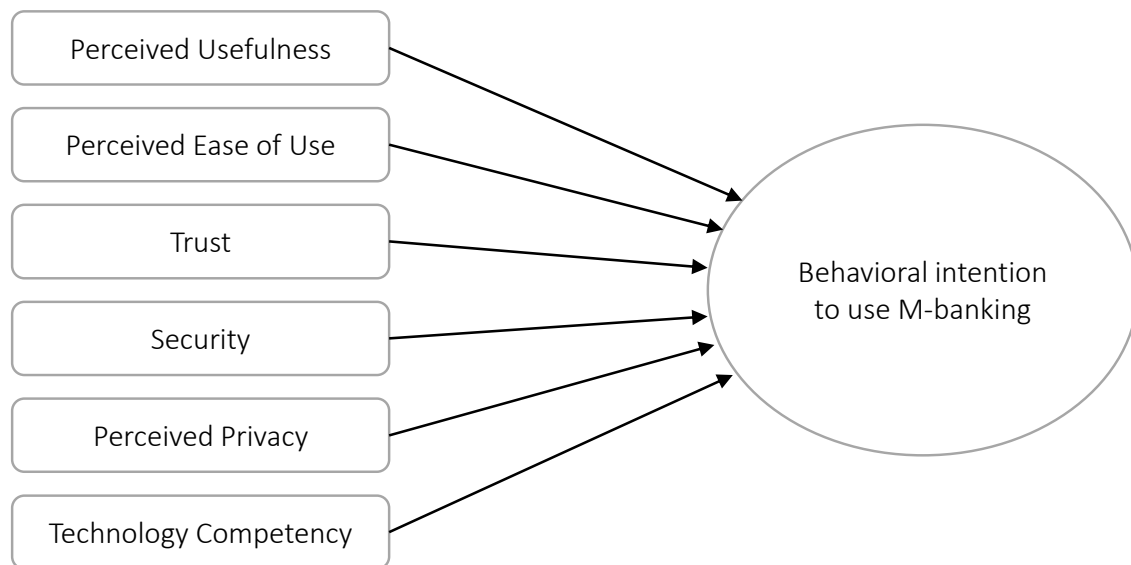 Perceived Usefulness
Perceived Ease of Use
Trust
Security
Perceived Privacy
Technology Competency
Behavioral intention
to use M-banking